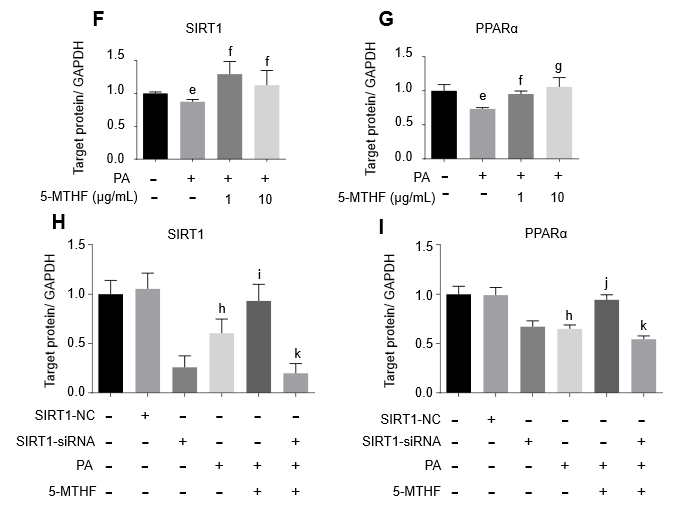 F
SIRT1
Target protein/ GAPDH
1.5
1.0
0.5
0.0
e
f
f
PA - + + +
5-MTHF (µg/mL) - - 1 10
G
PPARα
Target protein/ GAPDH
1.5
1.0
0.5
0.0
e
f
g
PA - + + +
5-MTHF (µg/mL) - - 1 10
H
SIRT1
Target protein/ GAPDH
1.5
1.0
0.5
0.0
h
i
k
SIRT1-NC - + - - - -
SIRT1-siRNA - - + - - +
PA - - - + + +
5-MTHF - - - - + +
I
PPARα
Target protein/ GAPDH
1.5
1.0
0.5
0.0
h
j
k
SIRT1-NC - + - - - -
SIRT1-siRNA - - + - - +
PA - - - + + +
5-MTHF - - - - + +